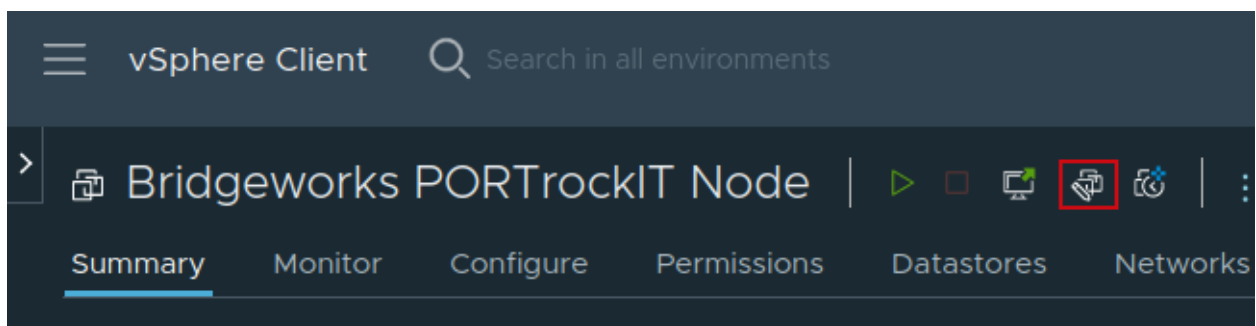 vSphere Client Search in all environments
Bridgeworks PORTrockIT Node
Summary Monitor Configure Permissions Datastores Networks